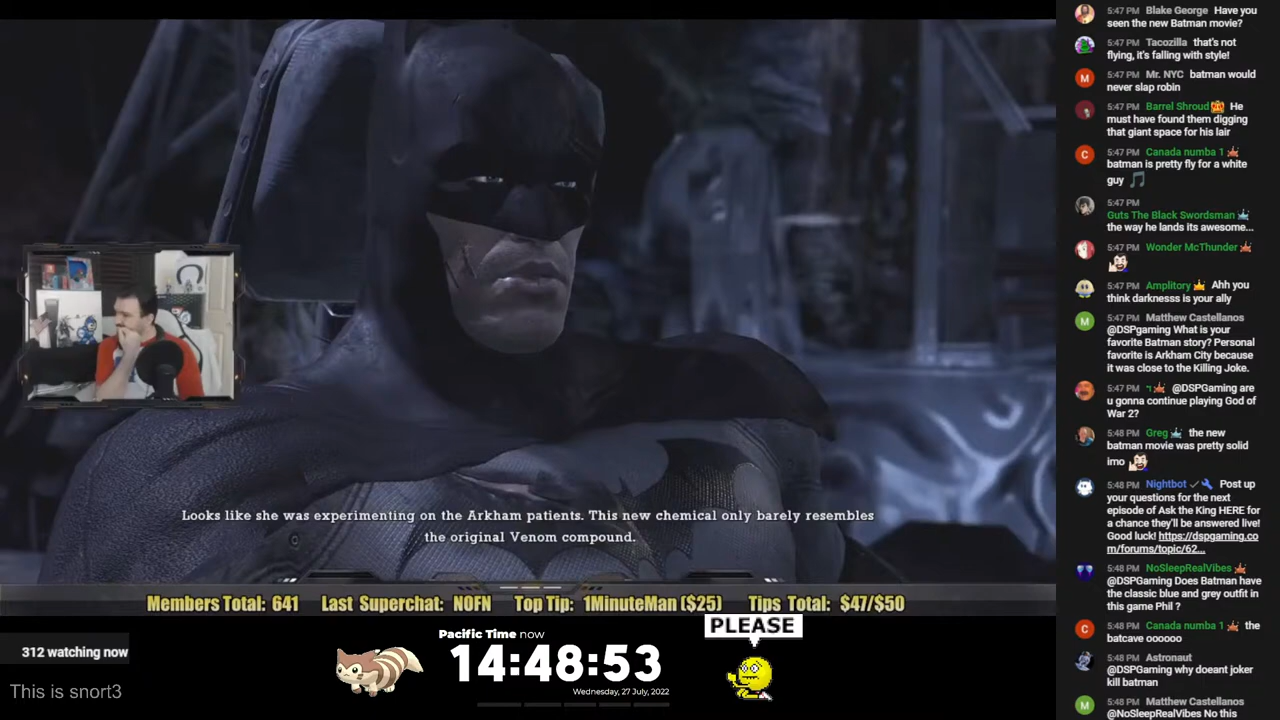 Looks like she was experimenting on the Arkham patients. This new chemical only barely resembles
the original Venom compound.
Members Total: 641 Last Superchat: NOFN Top Tip: 1MinuteMan ($25) Tips Total: $47/$50
312 watching now
This is snort3
Pacific Time now
14:48:53
Wednesday, 27 July, 2022
PLEASE
5:47 PM Blake George Have you
seen the new Batman movie?
5:47 PM Tacozilla that's not
flying, it's falling with style!
5:47 PM Mr. NYC batman would
never slap robin
5:47 PM Barrel Shroud He
must have found them digging
that giant space for his lair
5:47 PM Canada numba 1
batman is pretty fly for a white
guy
5:47 PM
Guts The Black Swordsman
the way he lands its awesome...
5:47 PM Wonder McThunder
5:47 PM Amplitory Ahh you
think darknesss is your ally
5:47 PM Matthew Castellanos
@DSPgaming What is your
favorite Batman story? Personal
favorite is Arkham City because
it was close to the Killing Joke.
5:47 PM @DSPGaming are
u gonna continue playing God of
War 2?
5:48 PM Greg the new
batman movie was pretty solid
imo
5:48 PM Nightbot Post up
your questions for the next
episode of Ask the King HERE for
a chance they'll be answered live!
Good luck! https://dspgaming.co
m/forums/topic/62...
5:48 PM NoSleepRealVibes
@DSPGaming Does Batman have
the classic blue and grey outfit in
this game Phil ?
5:48 PM Canada numba 1 the
batcave oooooo
5:48 PM Astronaut
@DSPGaming why doeant joker
kill batman
5:48 PM Matthew Castellanos
@NoSleepRealVibes No this